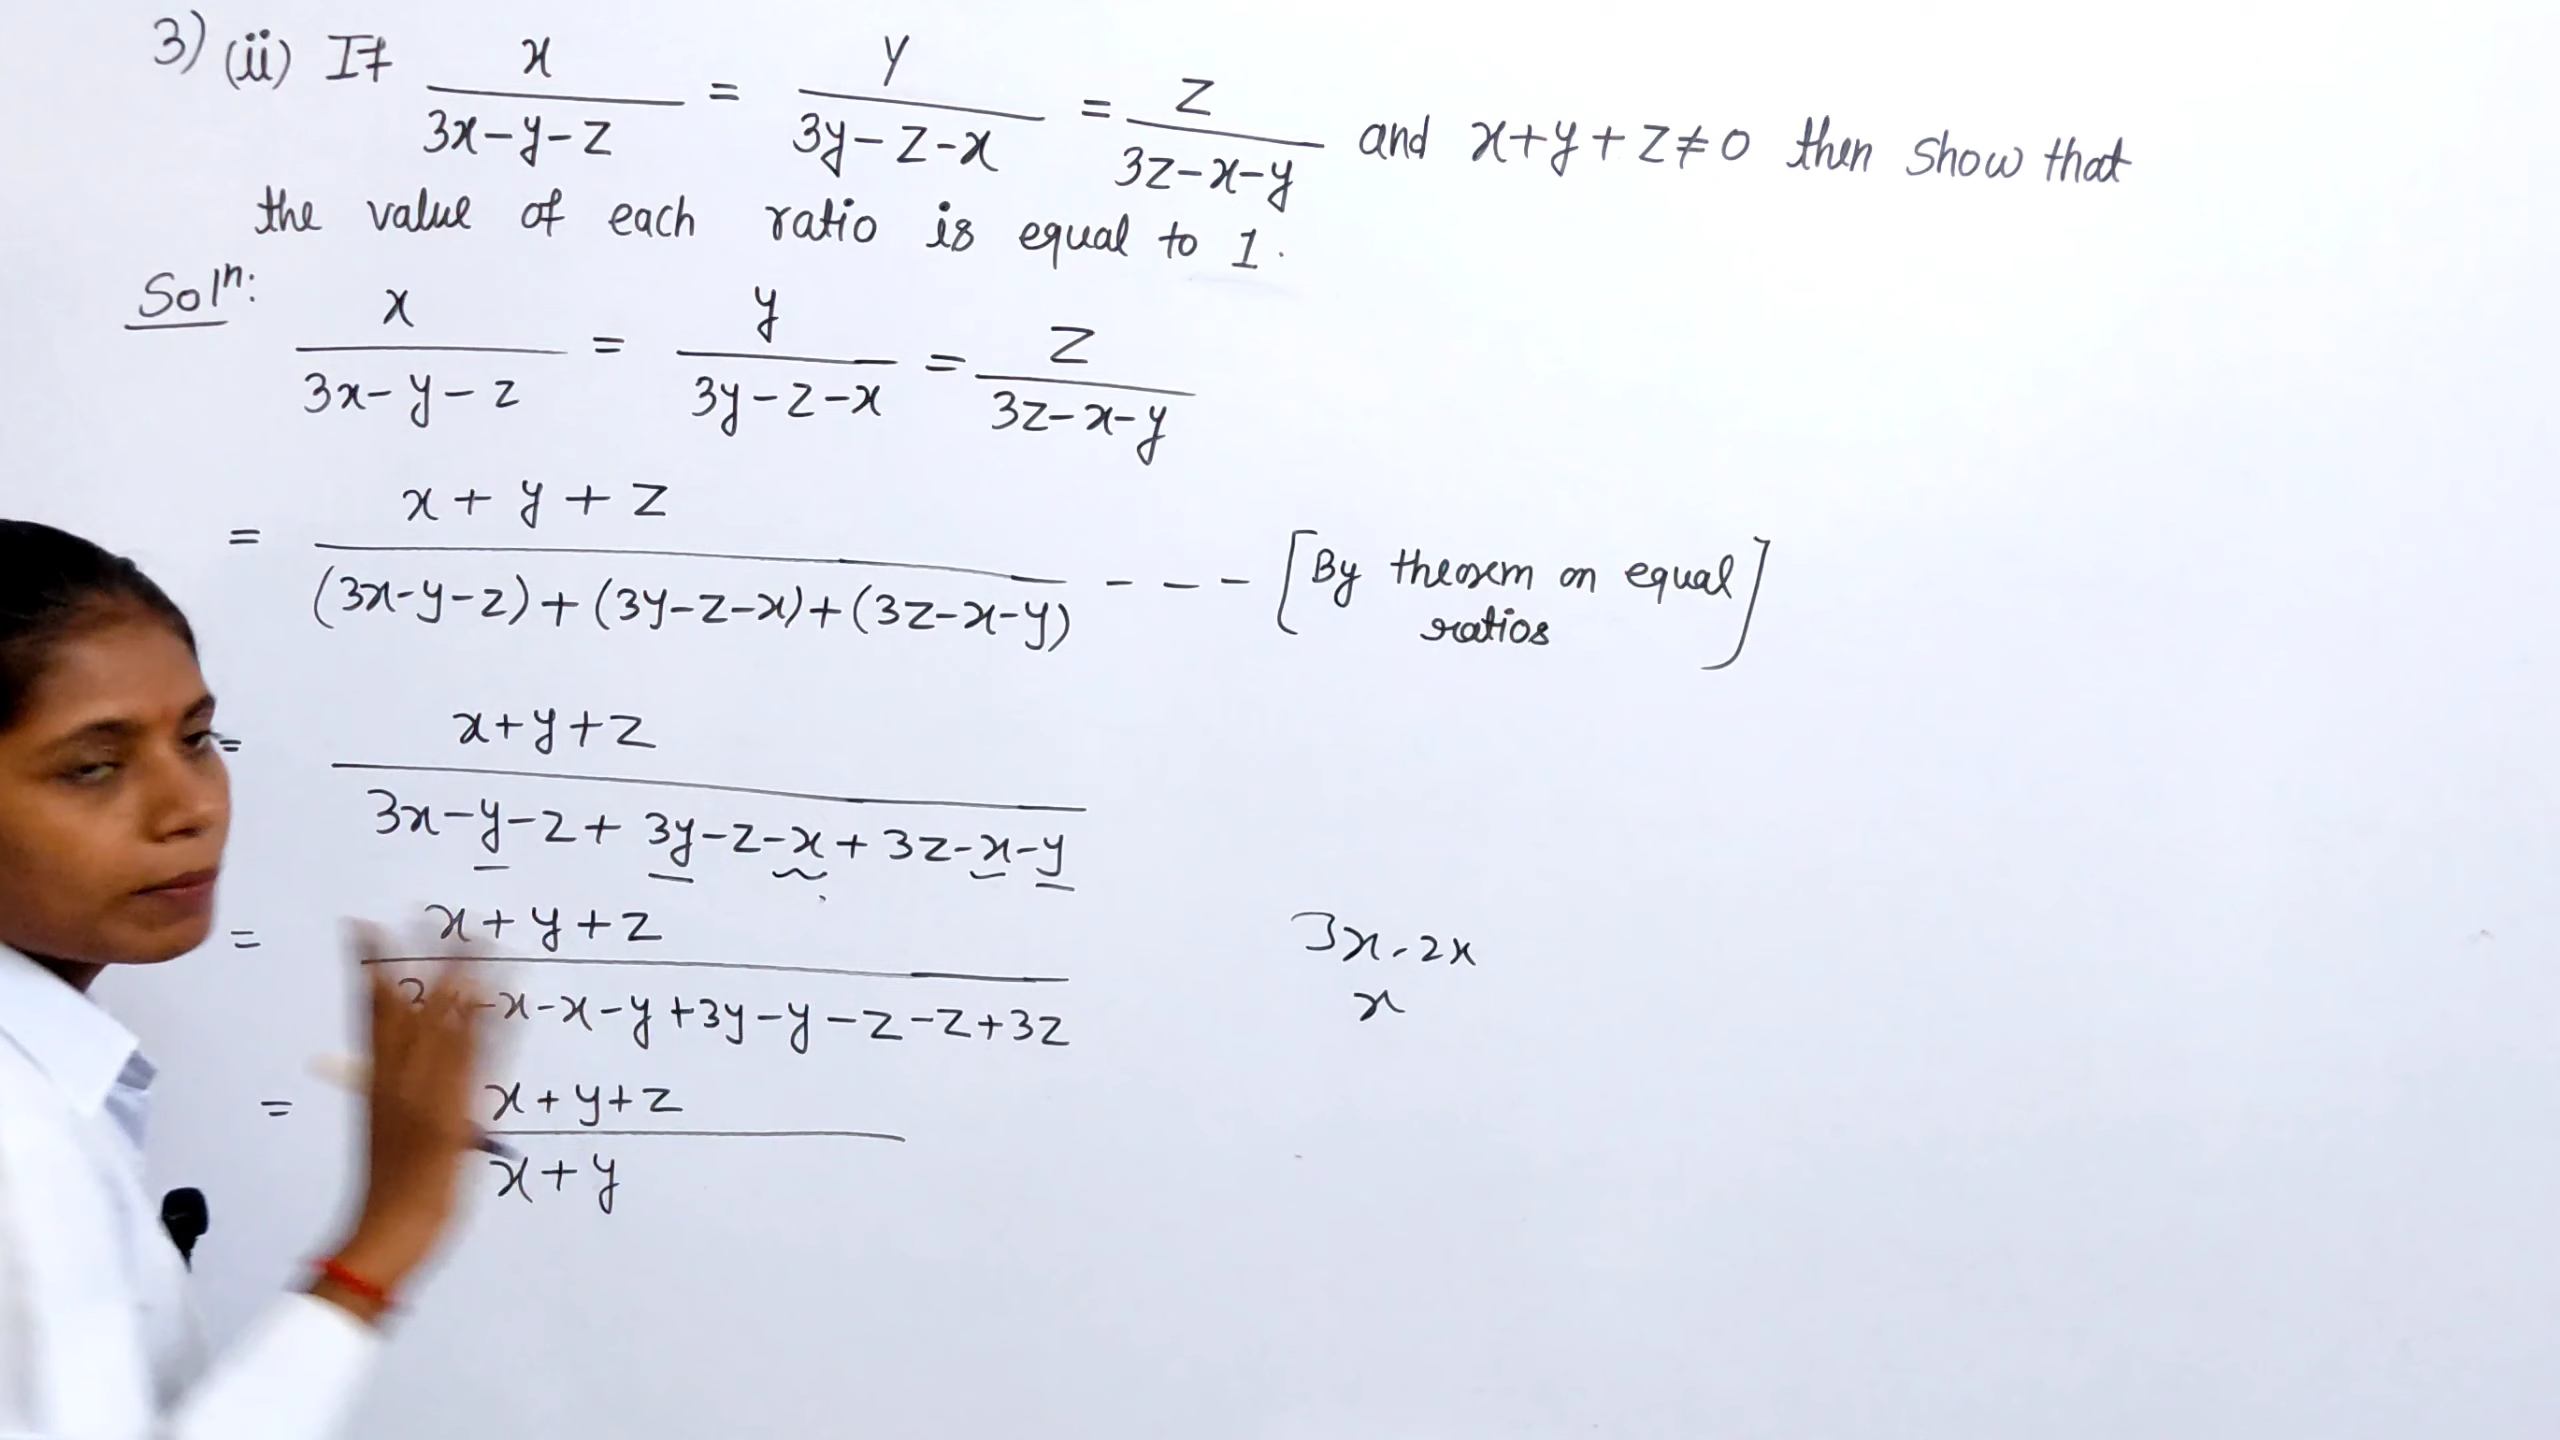 3) (ii) If x/(3x-y-z) = y/(3y-z-x) = z/(3z-x-y) and x+y+z≠0 then show that
the value of each ratio is equal to 1.
Solⁿ: x/(3x-y-z) = y/(3y-z-x) = z/(3z-x-y)
= (x+y+z)/((3x-y-z)+(3y-z-x)+(3z-x-y)) --- [By theorem on equal
ratios]
= (x+y+z)/(3x-y-z+3y-z-x+3z-x-y)
= (x+y+z)/(3x-x-x-y+3y-y-z-z+3z)
3x-2x
x
= (x+y+z)/(x+y